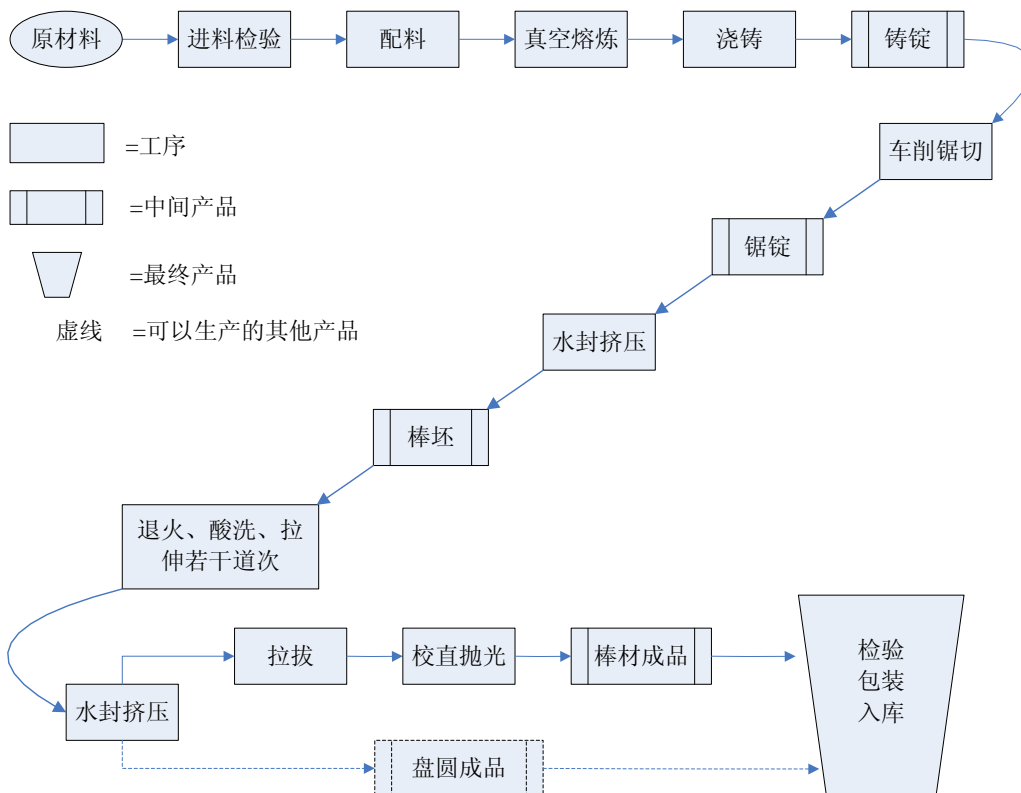 原材料
进料检验
配料
真空熔炼
浇铸
铸锭
=工序
车削锯切
=中间产品
锯锭
=最终产品
虚线 =可以生产的其他产品
水封挤压
棒坯
退火、酸洗、拉
伸若干道次
拉拔
校直抛光
棒材成品
检验
包装
入库
水封挤压
盘圆成品